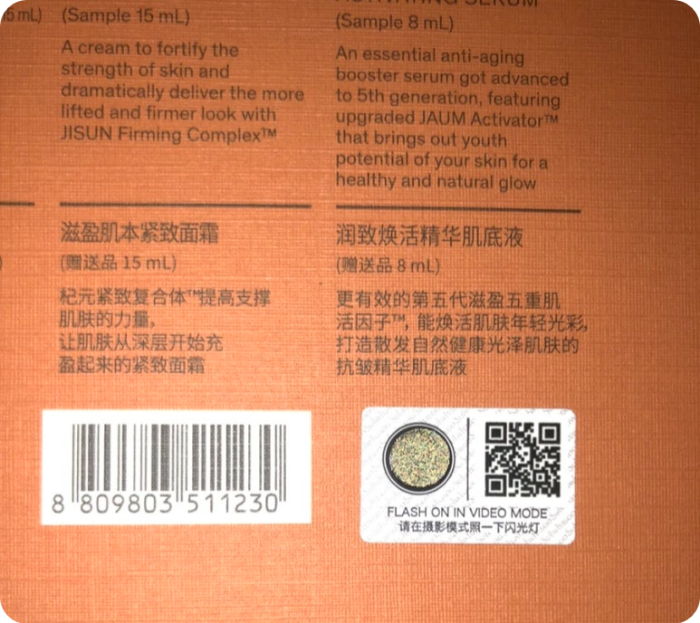 5 mL)
(Sample 15 mL)
A cream to fortify the
strength of skin and
dramatically deliver the more
lifted and firmer look with
JISUN Firming Complex™
ACTIVATING SERUM
(Sample 8 mL)
An essential anti-aging
booster serum got advanced
to 5th generation, featuring
upgraded JAUM Activator™
that brings out youth
potential of your skin for a
healthy and natural glow
)
滋盈肌本紧致面霜
(赠送品 15 mL)
杞元紧致复合体™提高支撑
肌肤的力量,
让肌肤从深层开始充
盈起来的紧致面霜
润致焕活精华肌底液
(赠送品 8 mL)
更有效的第五代滋盈五重肌
活因子™, 能焕活肌肤年轻光彩,
打造散发自然健康光泽肌肤的
抗皱精华肌底液
8 809803 511230
FLASH ON IN VIDEO MODE
请在摄影模式照一下闪光灯